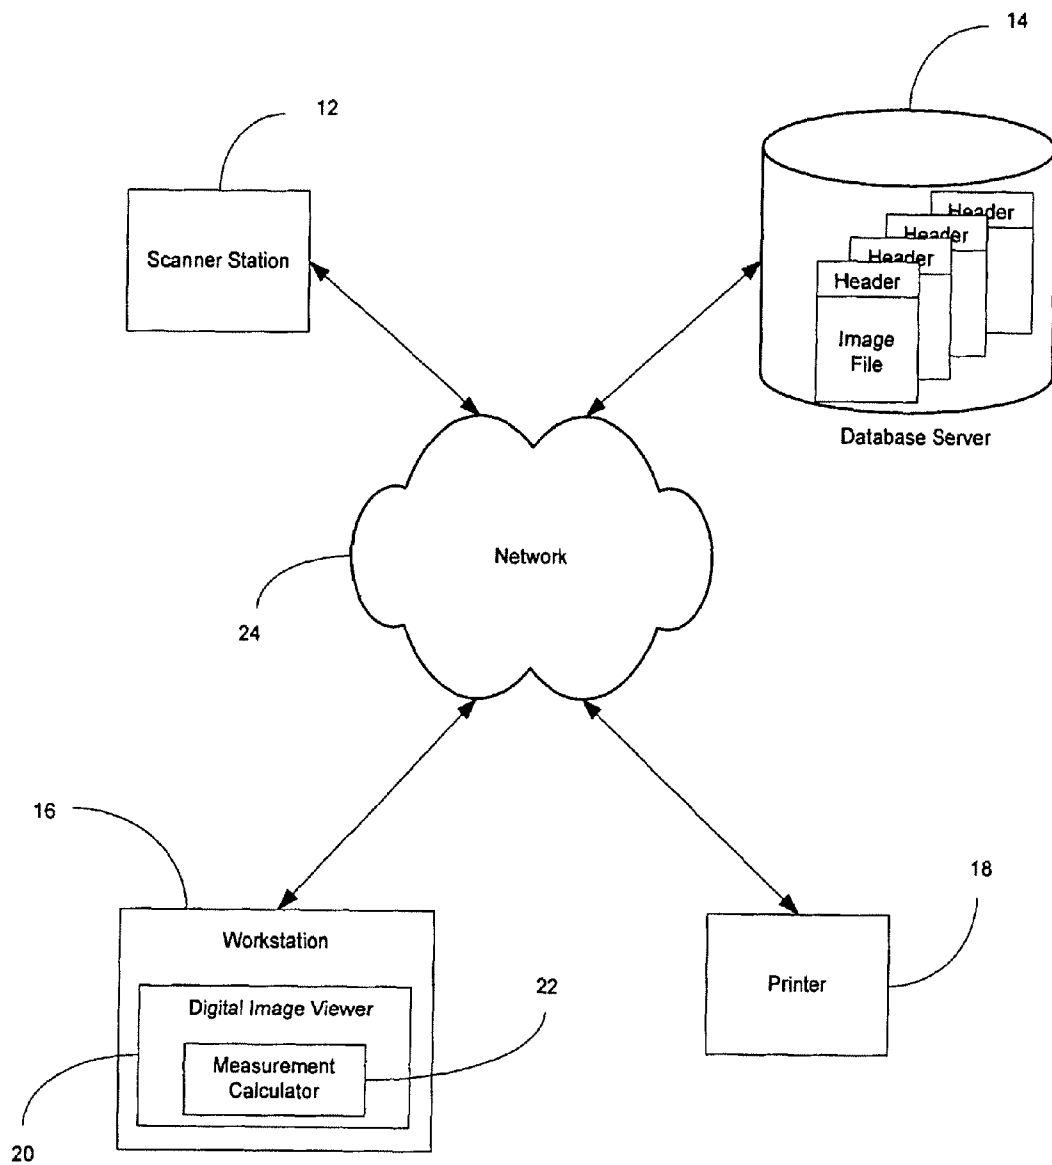 14
12
Scanner Station
Header
Header
Header
Header
Image
File
Database Server
Network
24
16
18
Workstation
Printer
22
Digital Image Viewer
Measurement
Calculator
20